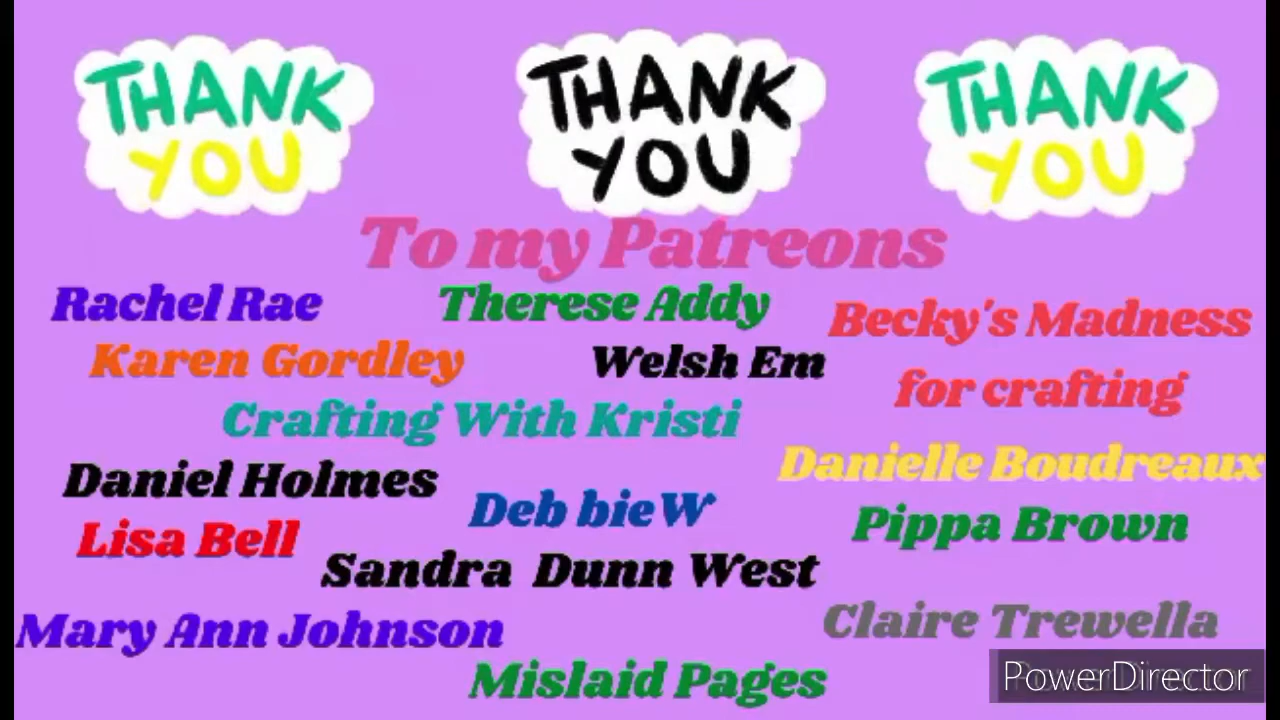 THANK
YOU
THANK
YOU
THANK
YOU
To my Patreons
Rachel Rae
Therese Addy
Becky's Madness
for crafting
Karen Gordley
Welsh Em
Crafting With Kristi
Danielle Boudreaux
Daniel Holmes
Deb bieW
Pippa Brown
Lisa Bell
Sandra Dunn West
Claire Trewella
Mary Ann Johnson
Mislaid Pages
PowerDirector